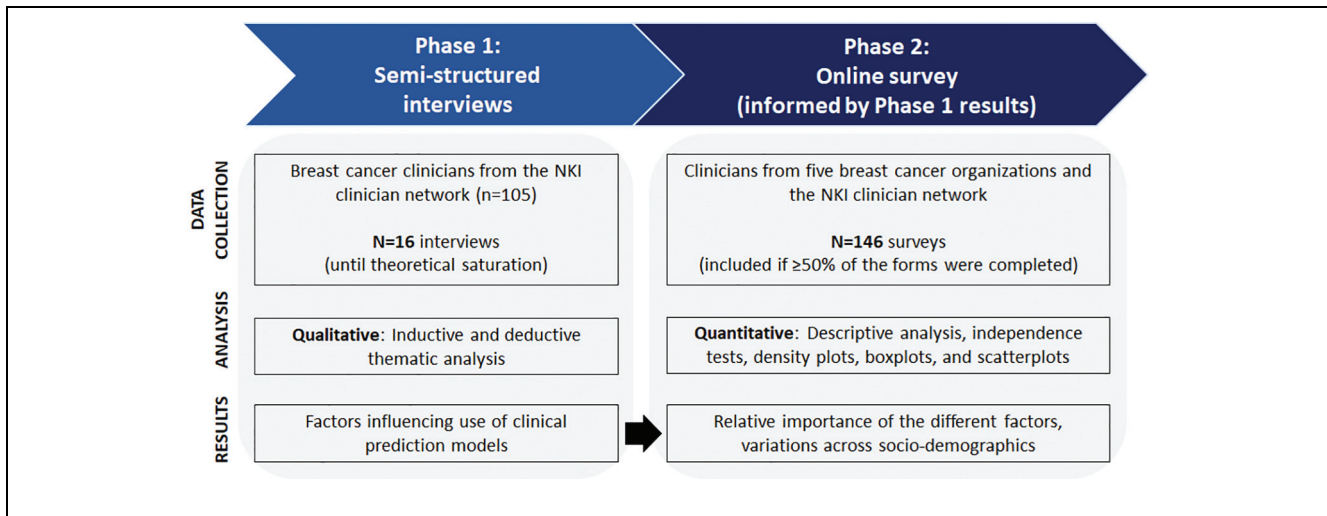 Phase 1:
Semi-structured
interviews
Phase 2:
Online survey
(informed by Phase 1 results)
DATA
COLLECTION
Breast cancer clinicians from the NKI
clinician network (n=105)
N=16 interviews
(until theoretical saturation)
Clinicians from five breast cancer organizations and
the NKI clinician network
N=146 surveys
(included if ≥50% of the forms were completed)
ANALYSIS
Qualitative: Inductive and deductive
thematic analysis
Quantitative: Descriptive analysis, independence
tests, density plots, boxplots, and scatterplots
RESULTS
Factors influencing use of clinical
prediction models
Relative importance of the different factors,
variations across socio-demographics